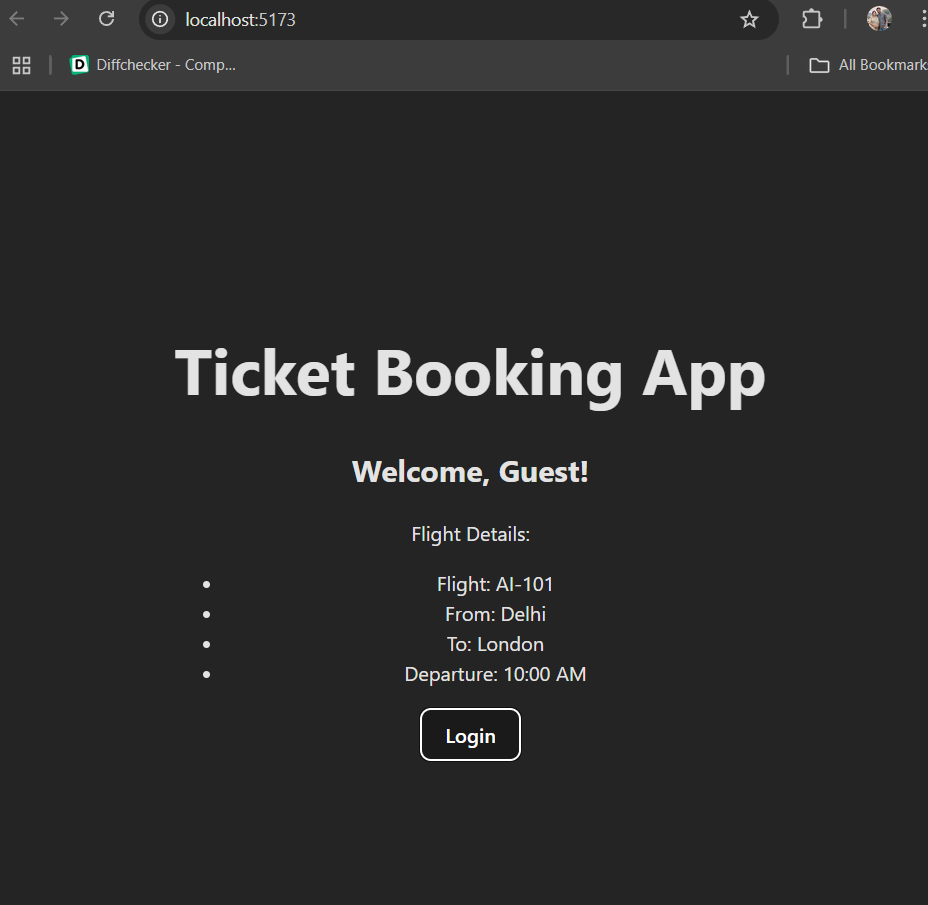 localhost:5173
Diffchecker - Comp...
All Bookmark
Ticket Booking App
Welcome, Guest!
Flight Details:
Flight: AI-101
From: Delhi
To: London
Departure: 10:00 AM
Login